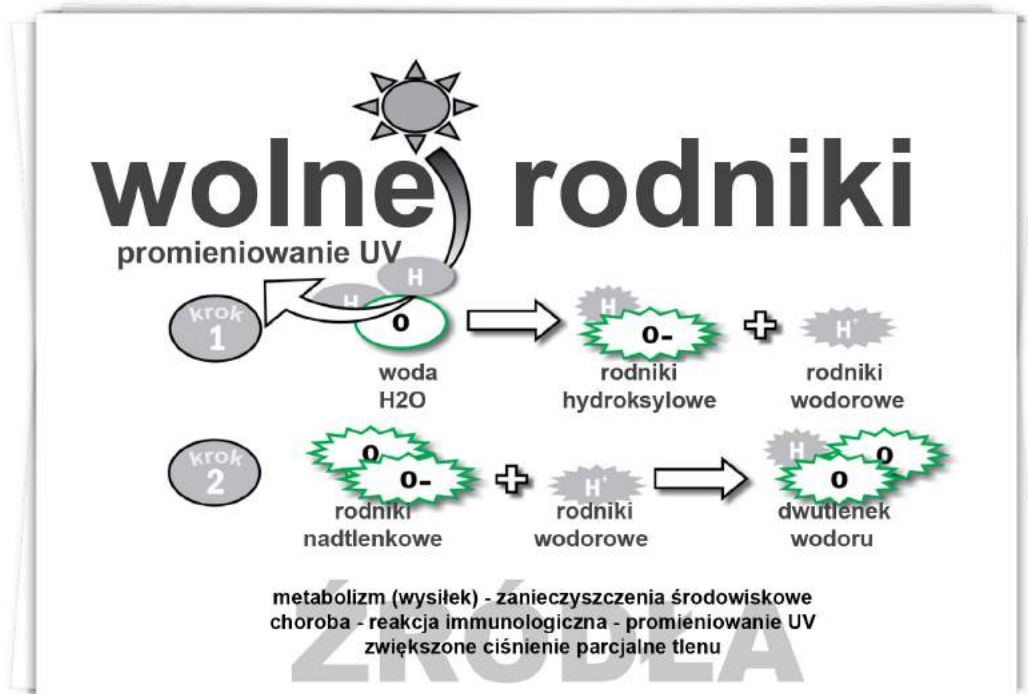 wolne rodniki
promieniowanie UV
H
H
krok
1
O
H
O-
+
H+
woda
H2O
rodniki
hydroksylowe
rodniki
wodorowe
krok
2
O
O-
+
H+
H
O
O
rodniki
nadtlenkowe
rodniki
wodorowe
dwutlenek
wodoru
ŹRÓDŁA
metabolizm (wysiłek) - zanieczyszczenia środowiskowe
choroba - reakcja immunologiczna - promieniowanie UV
zwiększone ciśnienie parcjalne tlenu